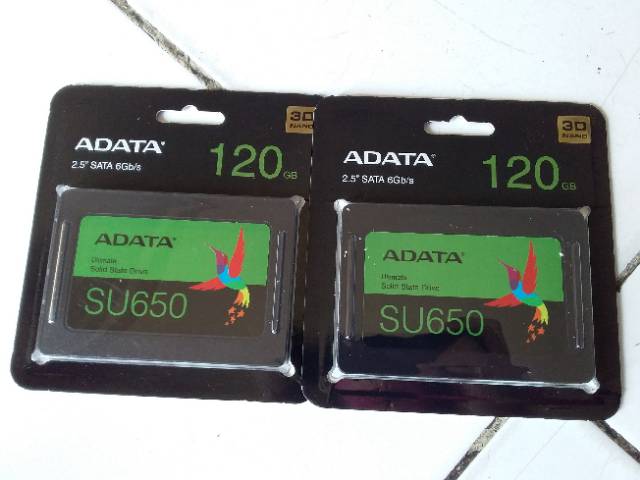 3D
NAND
ADATA
2.5" SATA 6Gb/s
120 GB
ADATA
Ultimate
Solid State Drive
SU650
3D
NAND
ADATA
2.5" SATA 6Gb/s
120 GB
ADATA
Ultimate
Solid State Drive
SU650